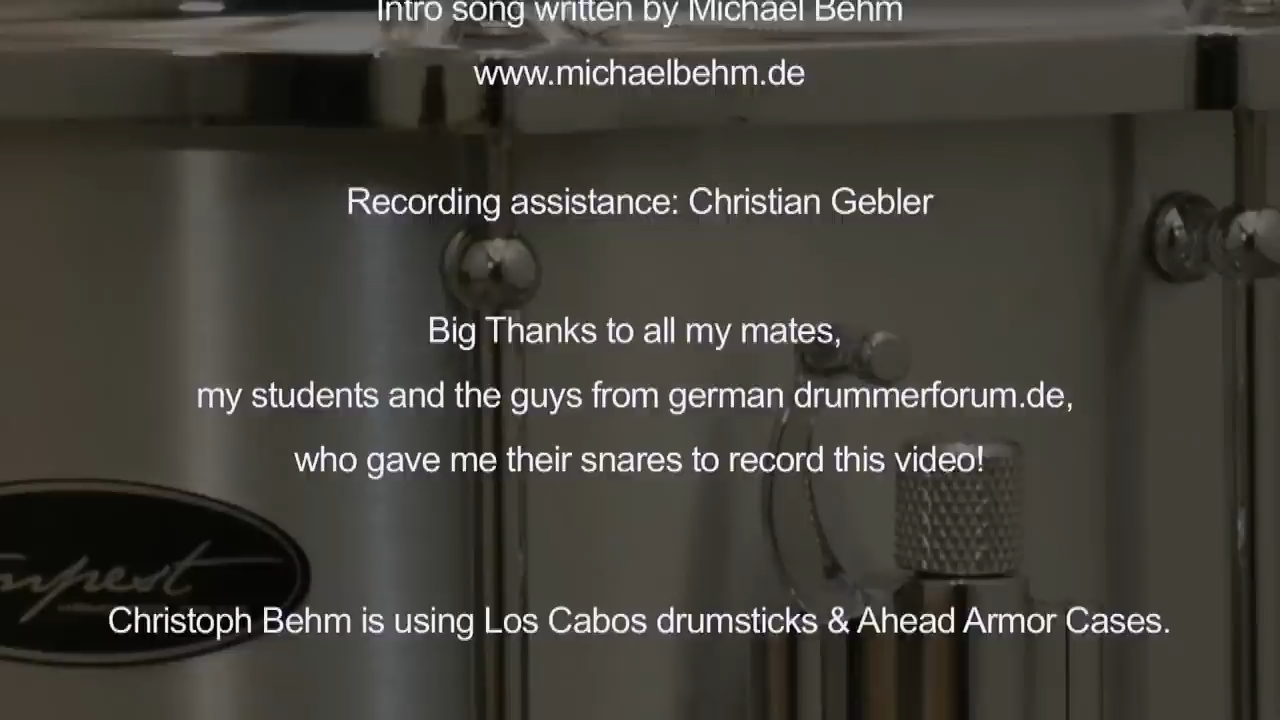 Intro song written by Michael Behm
www.michaelbehm.de
Recording assistance: Christian Gebler
Big Thanks to all my mates,
my students and the guys from german drummerforum.de,
who gave me their snares to record this video!
Christoph Behm is using Los Cabos drumsticks & Ahead Armor Cases.